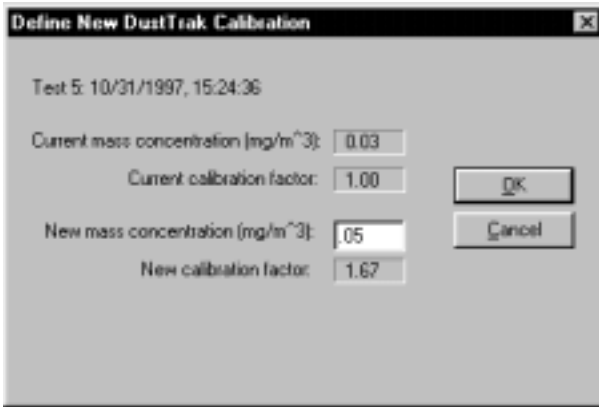 Define New DustTrak Calibration
Test 5: 10/31/1997, 15:24:36
Current mass concentration (mg/m^3): 0.03
Current calibration factor: 1.00
OK
New mass concentration (mg/m^3): .05
Cancel
New calibration factor: 1.67